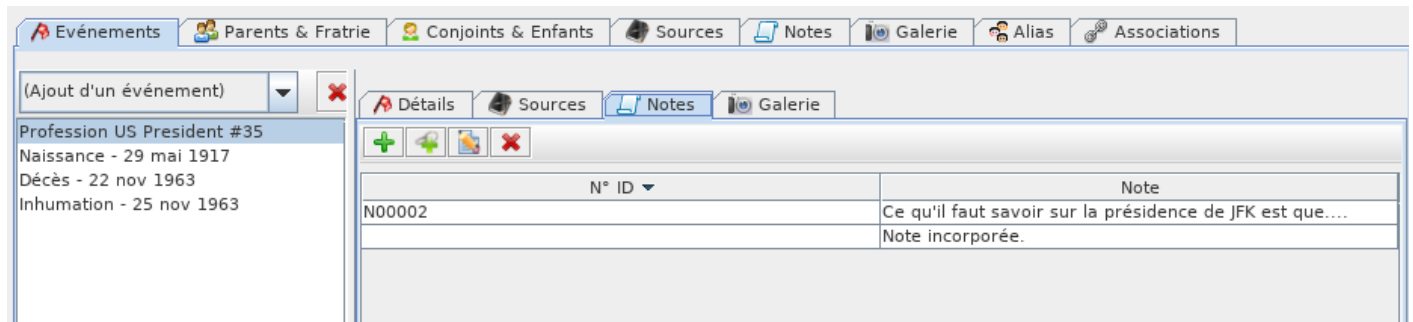 Evénements Parents & Fratrie Conjoints & Enfants Sources Notes Galerie Alias Associations
(Ajout d'un événement)
Détails Sources Notes Galerie
Profession US President #35
Naissance - 29 mai 1917
Décès - 22 nov 1963
Inhumation - 25 nov 1963
N° ID Note
N00002 Ce qu'il faut savoir sur la présidence de JFK est que....
Note incorporée.